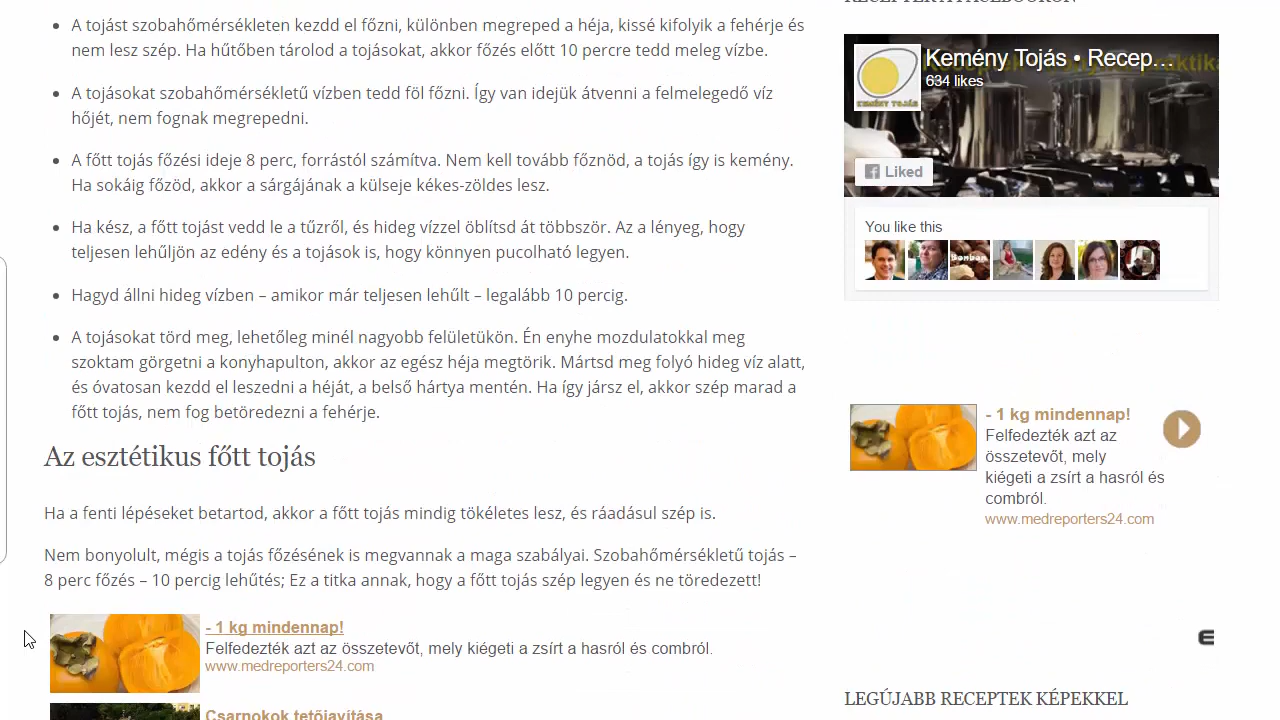 A tojást szobahőmérsékleten kezdd el főzni, különben megreped a héja, kissé kifolyik a fehérje és
nem lesz szép. Ha hűtőben tárolod a tojásokat, akkor főzés előtt 10 percre tedd meleg vízbe.
A tojásokat szobahőmérsékletű vízben tedd föl főzni. Így van idejük átvenni a felmelegedő víz
hőjét, nem fognak megrepedni.
A főtt tojás főzési ideje 8 perc, forrástól számítva. Nem kell tovább főznöd, a tojás így is kemény.
Ha sokáig főzöd, akkor a sárgájának a külseje kékes-zöldes lesz.
Ha kész, a főtt tojást vedd le a tűzről, és hideg vízzel öblítsd át többször. Az a lényeg, hogy
teljesen lehűljön az edény és a tojások is, hogy könnyen pucolható legyen.
Hagyd állni hideg vízben – amikor már teljesen lehűlt – legalább 10 percig.
A tojásokat törd meg, lehetőleg minél nagyobb felületükön. Én enyhe mozdulatokkal meg
szoktam görgetni a konyhapulton, akkor az egész héja megtörik. Mártsd meg folyó hideg víz alatt,
és óvatosan kezdd el leszedni a héját, a belső hártya mentén. Ha így jársz el, akkor szép marad a
főtt tojás, nem fog betöredezni a fehérje.
Az esztétikus főtt tojás
Ha a fenti lépéseket betartod, akkor a főtt tojás mindig tökéletes lesz, és ráadásul szép is.
Nem bonyolult, mégis a tojás főzésének is megvannak a maga szabályai. Szobahőmérsékletű tojás –
8 perc főzés – 10 percig lehűtés; Ez a titka annak, hogy a főtt tojás szép legyen és ne töredezett!
- 1 kg mindennap!
Felfedezték azt az összetevőt, mely kiégeti a zsírt a hasról és combról.
www.medreporters24.com
Csarnokok tetőjavítása
Kemény Tojás • Recep...
634 likes
KEMÉNY TOJÁS
Liked
You like this
Bonbon
- 1 kg mindennap!
Felfedezték azt az
összetevőt, mely
kiégeti a zsírt a hasról és
combról.
www.medreporters24.com
LEGÚJABB RECEPTEK KÉPEKKEL